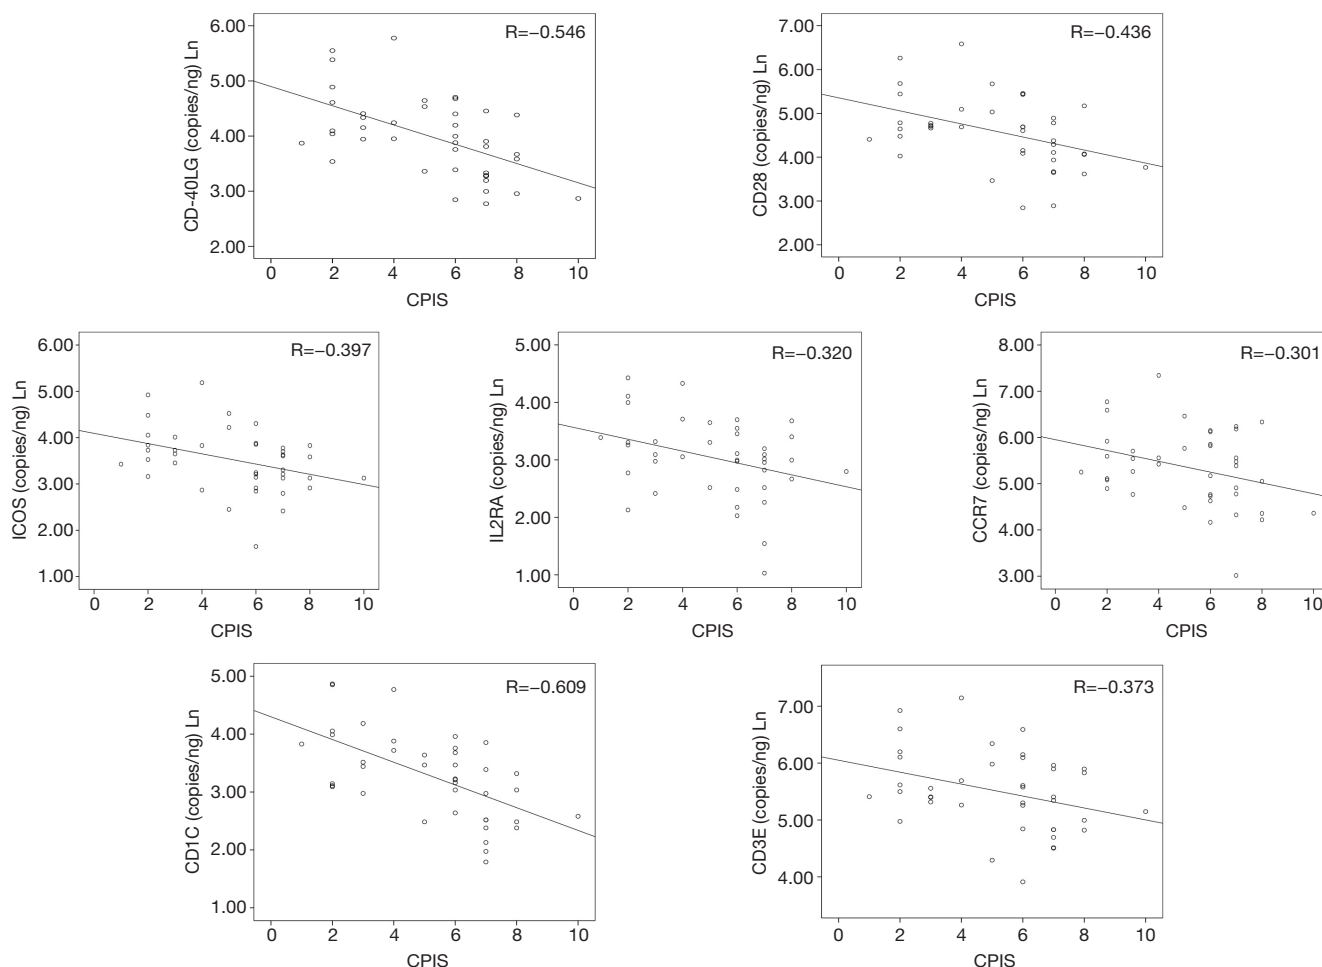 6.00
R=−0.546
5.00
4.00
3.00
2.00
CD-40LG (copies/ng) Ln
0 2 4 6 8 10
CPIS
7.00
R=−0.436
6.00
5.00
4.00
3.00
2.00
CD28 (copies/ng) Ln
0 2 4 6 8 10
CPIS
6.00
R=−0.397
5.00
4.00
3.00
2.00
1.00
ICOS (copies/ng) Ln
0 2 4 6 8 10
CPIS
5.00
R=−0.320
4.00
3.00
2.00
1.00
IL2RA (copies/ng) Ln
0 2 4 6 8 10
CPIS
8.00
R=−0.301
7.00
6.00
5.00
4.00
3.00
CCR7 (copies/ng) Ln
0 2 4 6 8 10
CPIS
5.00
R=−0.609
4.00
3.00
2.00
1.00
CD1C (copies/ng) Ln
0 2 4 6 8 10
CPIS
R=−0.373
7.00
6.00
5.00
4.00
CD3E (copies/ng) Ln
0 2 4 6 8 10
CPIS